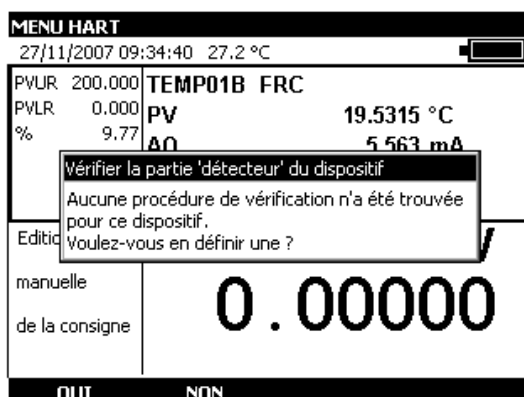 MENU HART
27/11/2007 09:34:40 27.2 °C
PVUR 200.000
PVLR 0.000
% 9.77
TEMP01B FRC
PV 19.5315 °C
AO 5.563 mA
Vérifier la partie 'détecteur' du dispositif
Aucune procédure de vérification n'a été trouvée
pour ce dispositif.
Voulez-vous en définir une ?
manuelle
de la consigne
0.00000
OUI NON